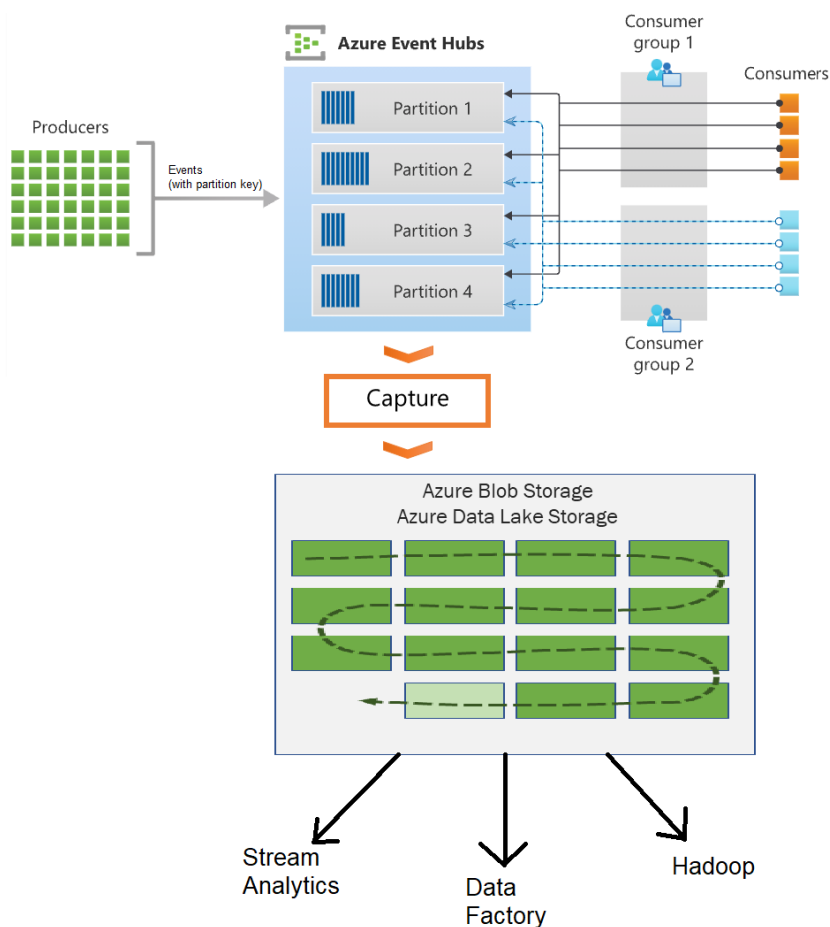 Azure Event Hubs
Consumer
group 1
Consumers
Producers
Events
(with partition key)
Partition 1
Partition 2
Partition 3
Partition 4
Consumer
group 2
Capture
Azure Blob Storage
Azure Data Lake Storage
Stream
Analytics
Data
Factory
Hadoop